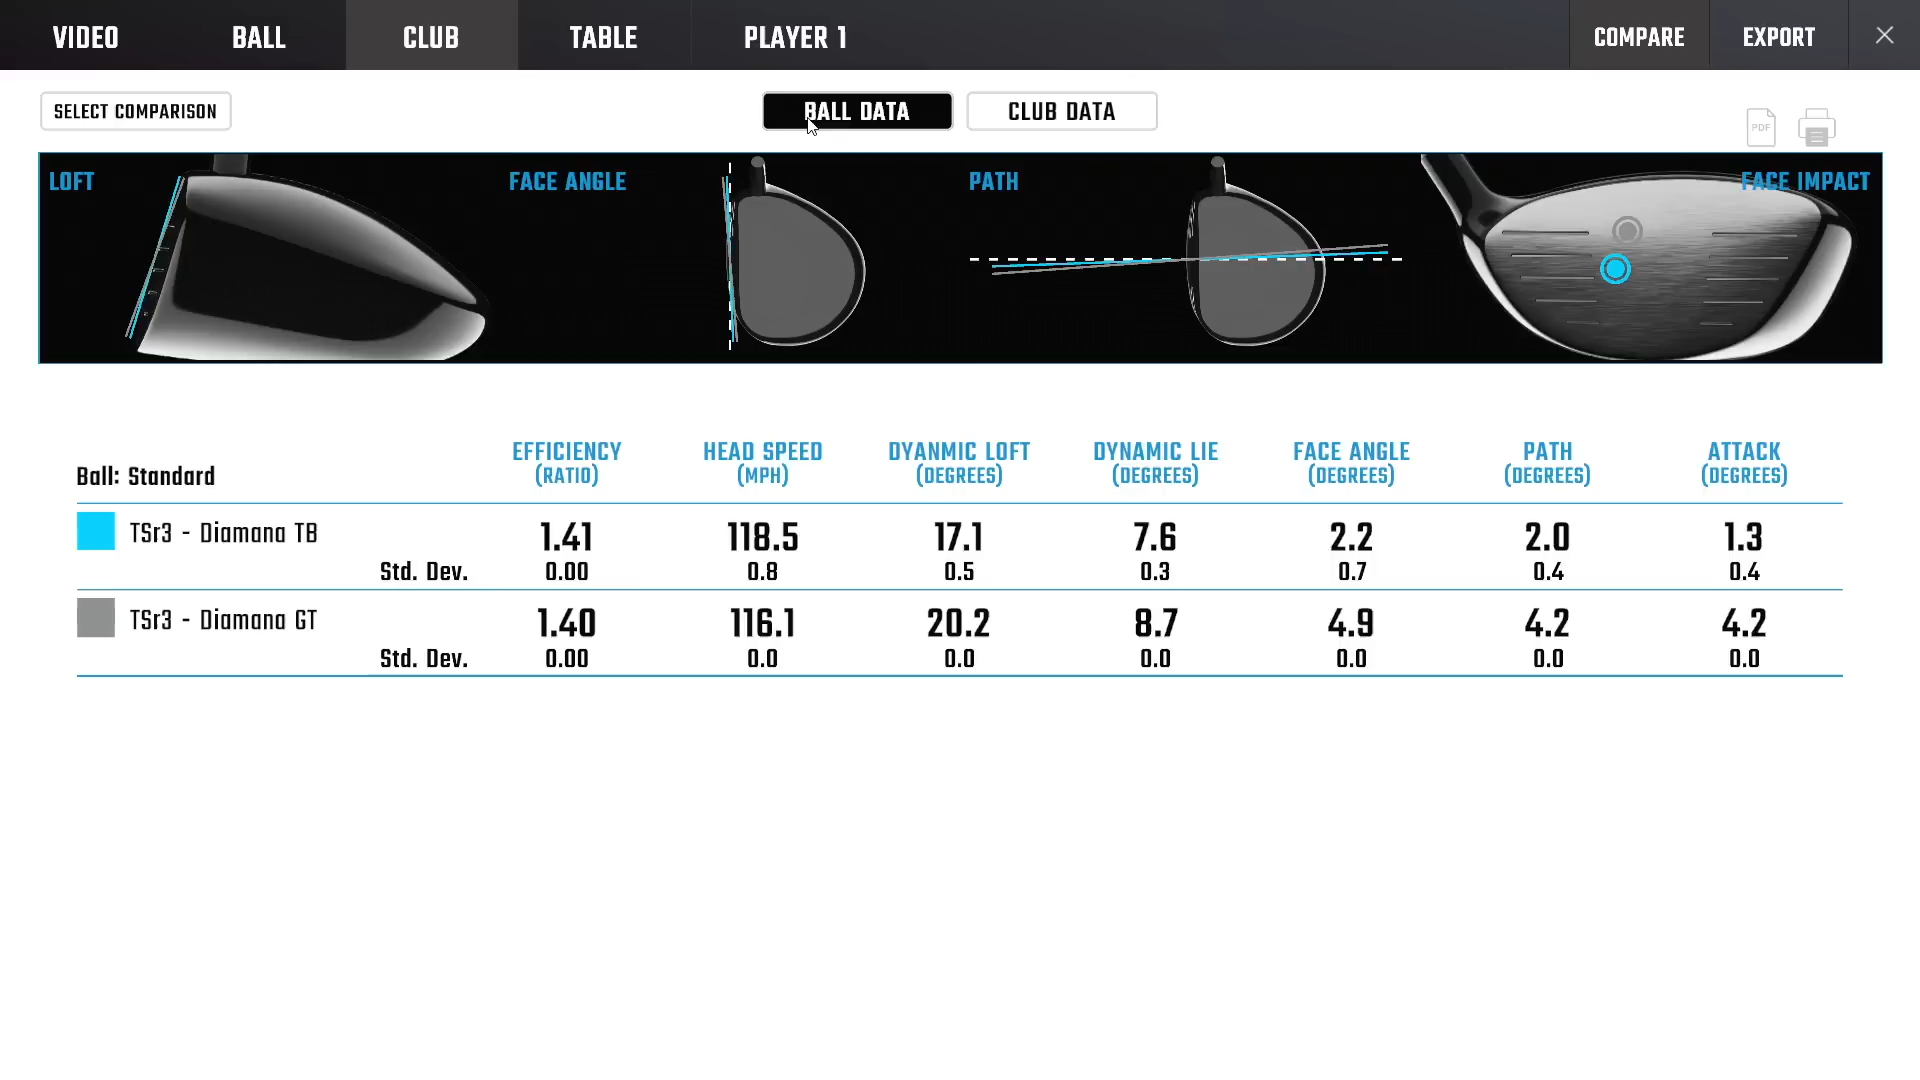 VIDEO BALL CLUB TABLE PLAYER 1 COMPARE EXPORT
SELECT COMPARISON BALL DATA CLUB DATA
PDF
LOFT FACE ANGLE PATH FACE IMPACT
EFFICIENCY HEAD SPEED DYANMIC LOFT DYNAMIC LIE FACE ANGLE PATH ATTACK
Ball: Standard (RATIO) (MPH) (DEGREES) (DEGREES) (DEGREES) (DEGREES) (DEGREES)
TSr3 - Diamana TB 1.41 118.5 17.1 7.6 2.2 2.0 1.3
Std. Dev. 0.00 0.8 0.5 0.3 0.7 0.4 0.4
TSr3 - Diamana GT 1.40 116.1 20.2 8.7 4.9 4.2 4.2
Std. Dev. 0.00 0.0 0.0 0.0 0.0 0.0 0.0